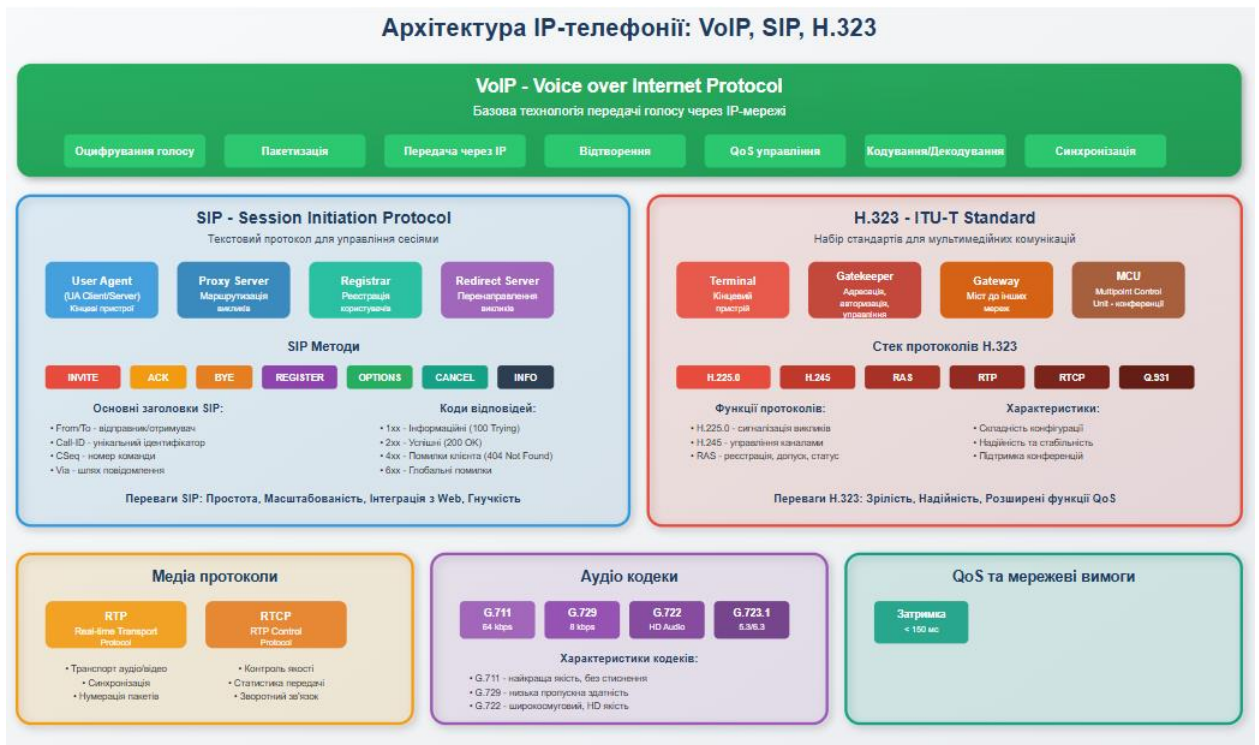 Архітектура IP-телефонії: VoIP, SIP, H.323
VoIP - Voice over Internet Protocol
Базова технологія передачі голосу через IP-мережі
Оцифрування голосу
Пакетизація
Передача через IP
Відтворення
QoS управління
Кодування/Декодування
Синхронізація
SIP - Session Initiation Protocol
Текстовий протокол для управління сесіями
User Agent
(UA Client/Server)
Кінцеві пристрої
Proxy Server
Маршрутизація
викликів
Registrar
Реєстрація
користувачів
Redirect Server
Перенаправлення
викликів
SIP Методи
INVITE
ACK
BYE
REGISTER
OPTIONS
CANCEL
INFO
Основні заголовки SIP:
• From/To - відправник/отримувач
• Call-ID - унікальний ідентифікатор
• CSeq - номер команди
• Via - шлях повідомлення
Коди відповідей:
• 1xx - Інформаційні (100 Trying)
• 2xx - Успішні (200 OK)
• 4xx - Помилки клієнта (404 Not Found)
• 6xx - Глобальні помилки
Переваги SIP: Простота, Масштабованість, Інтеграція з Web, Гнучкість
H.323 - ITU-T Standard
Набір стандартів для мультимедійних комунікацій
Terminal
Кінцевий
пристрій
Gatekeeper
Адресація,
авторизація,
управління
Gateway
Міст до інших
мереж
MCU
Multipoint Control
Unit - конференції
Стек протоколів H.323
H.225.0
H.245
RAS
RTP
RTCP
Q.931
Функції протоколів:
• H.225.0 - сигналізація викликів
• H.245 - управління каналами
• RAS - реєстрація, допуск, статус
Характеристики:
• Складність конфігурації
• Надійність та стабільність
• Підтримка конференцій
Переваги H.323: Зрілість, Надійність, Розширені функції QoS
Медіа протоколи
RTP
Real-time Transport
Protocol
RTCP
RTP Control
Protocol
• Транспорт аудіо/відео
• Синхронізація
• Нумерація пакетів
• Контроль якості
• Статистика передачі
• Зворотний зв'язок
Аудіо кодеки
G.711
64 kbps
G.729
8 kbps
G.722
HD Audio
G.723.1
5.3/6.3
Характеристики кодеків:
• G.711 - найкраща якість, без стиснення
• G.729 - низька пропускна здатність
• G.722 - широкосмуговий, HD якість
QoS та мережеві вимоги
Затримка
< 150 мс